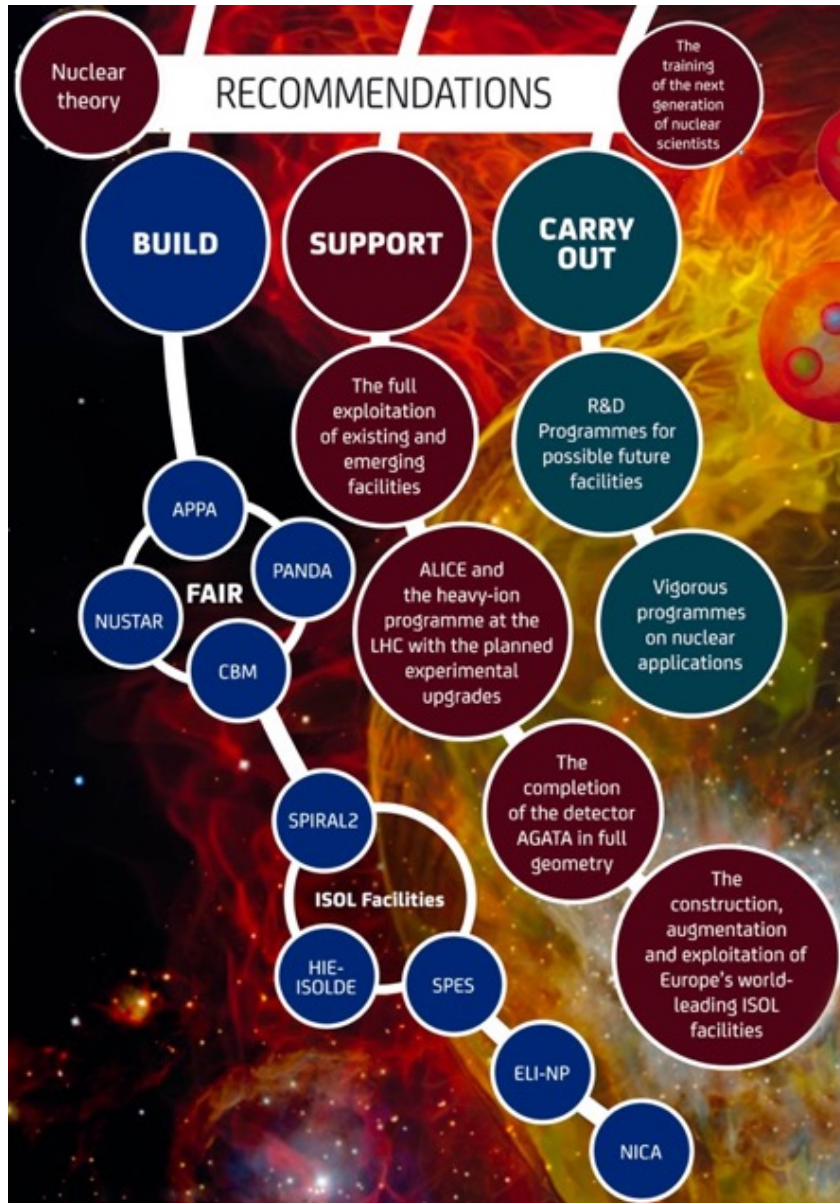 Nuclear
theory
RECOMMENDATIONS
The
training
of the next
generation
of nuclear
scientists
BUILD
SUPPORT
CARRY
OUT
The full
exploitation
of existing and
emerging
facilities
R&D
Programmes for
possible future
facilities
APPA
PANDA
FAIR
NUSTAR
CBM
ALICE and
the heavy-ion
programme at the
LHC with the planned
experimental
upgrades
Vigorous
programmes
on nuclear
applications
The
completion
of the detector
AGATA in full
geometry
SPIRAL2
ISOL Facilities
HIE-
ISOLDE
SPES
The
construction,
augmentation
and exploitation of
Europe's world-
leading ISOL
facilities
ELI-NP
NICA